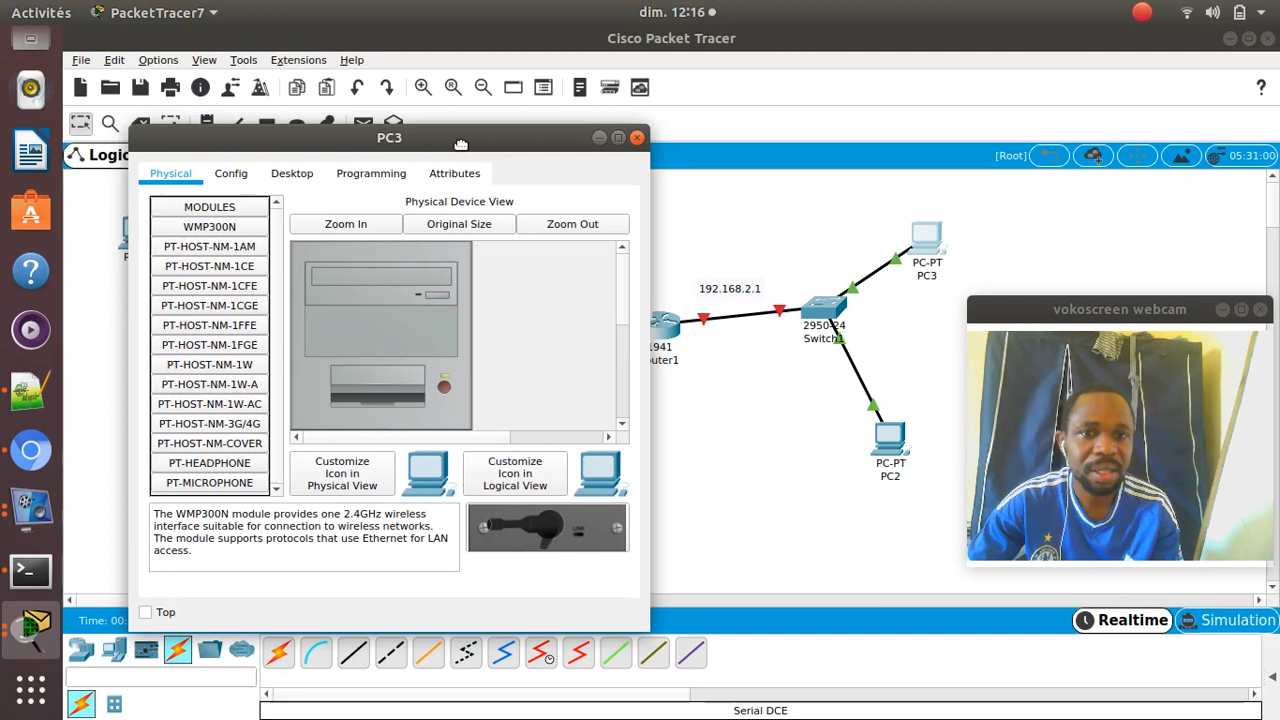 Activités
PacketTracer7
dim. 12:16
Cisco Packet Tracer
File
Edit
Options
View
Tools
Extensions
Help
?
PC3
[Root]
05:31:00
Physical
Config
Desktop
Programming
Attributes
MODULES
WMP300N
PT-HOST-NM-1AM
PT-HOST-NM-1CE
PT-HOST-NM-1CFE
PT-HOST-NM-1CGE
PT-HOST-NM-1FFE
PT-HOST-NM-1FGE
PT-HOST-NM-1W
PT-HOST-NM-1W-A
PT-HOST-NM-1W-AC
PT-HOST-NM-3G/4G
PT-HOST-NM-COVER
PT-HEADPHONE
PT-MICROPHONE
Physical Device View
Zoom In
Original Size
Zoom Out
Customize
Icon in
Physical View
Customize
Icon in
Logical View
The WMP300N module provides one 2.4GHz wireless
interface suitable for connection to wireless networks.
The module supports protocols that use Ethernet for LAN
access.
LINK
Top
192.168.2.1
1941
2950-24
Switch1
PC-PT
PC3
PC-PT
PC2
vokoscreen webcam
Realtime
Simulation
Serial DCE